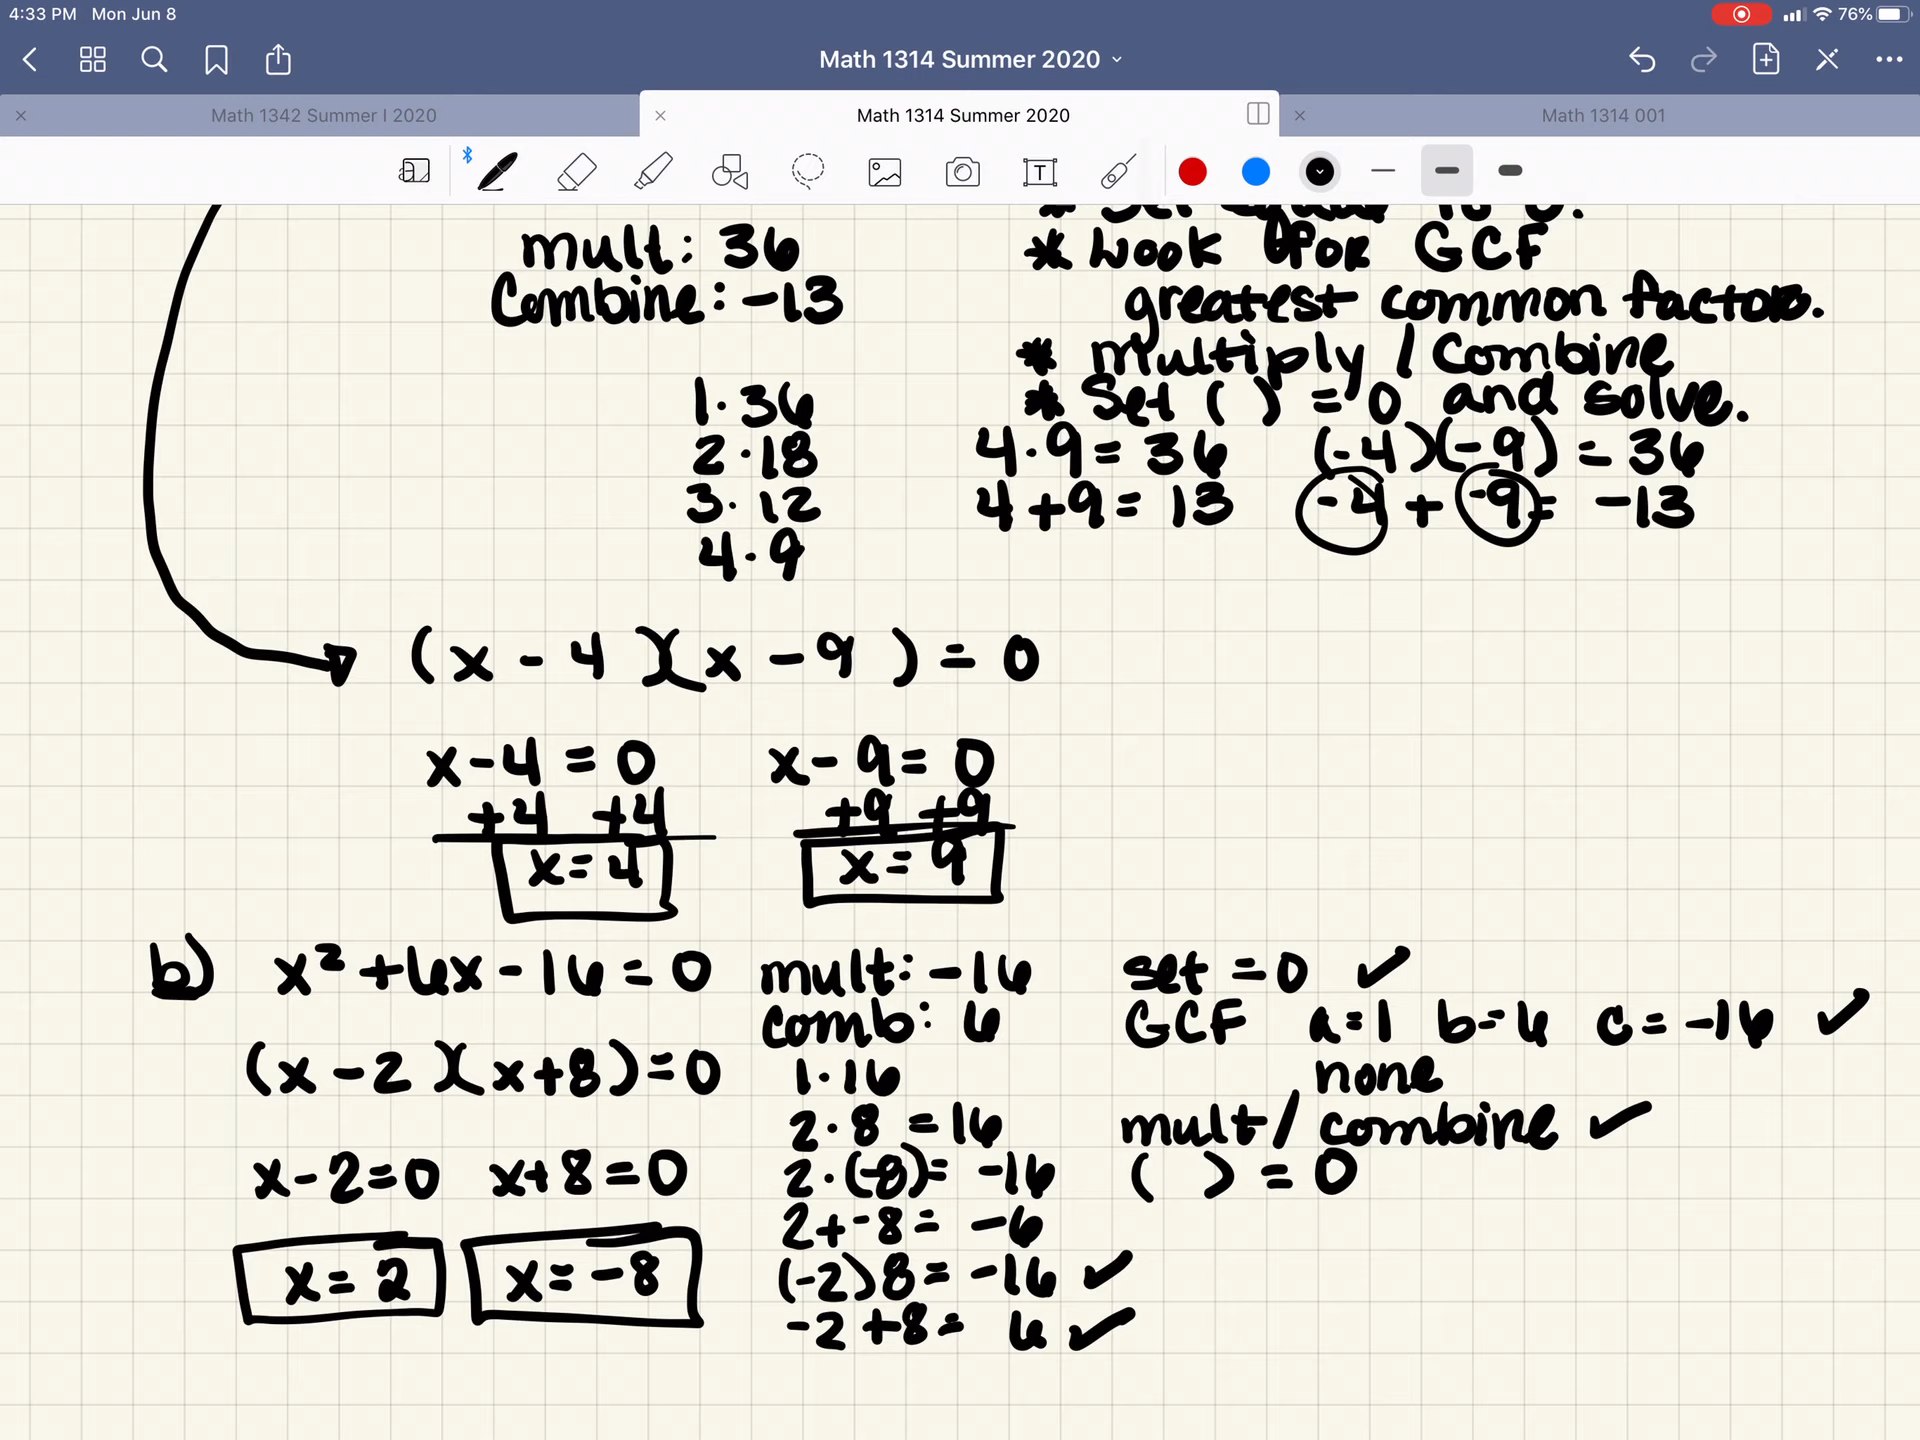 4:33 PM Mon Jun 8
76%
Math 1314 Summer 2020
Math 1342 Summer I 2020
Math 1314 Summer 2020
Math 1314 001
mult: 36
Combine: -13
1·36
2·18
3·12
4·9
* Look for GCF
greatest common factor.
* Multiply / Combine
* Set ( ) = 0 and solve.
4·9 = 36 (-4)(-9) = 36
4+9 = 13 -4 + -9 = -13
(x - 4)(x - 9) = 0
x-4 = 0 x-9 = 0
+4 +4 +9 +9
x = 4 x = 9
b) x² + 6x - 16 = 0
(x - 2)(x + 8) = 0
x-2=0 x+8=0
x = 2 x = -8
mult: -16
comb: 6
1·16
2·8 = 16
2·(-8) = -16
2+-8 = -6
(-2)8 = -16 ✓
-2+8 = 6 ✓
set = 0 ✓
GCF a=1 b=6 c=-16 ✓
none
mult/combine ✓
( ) = 0